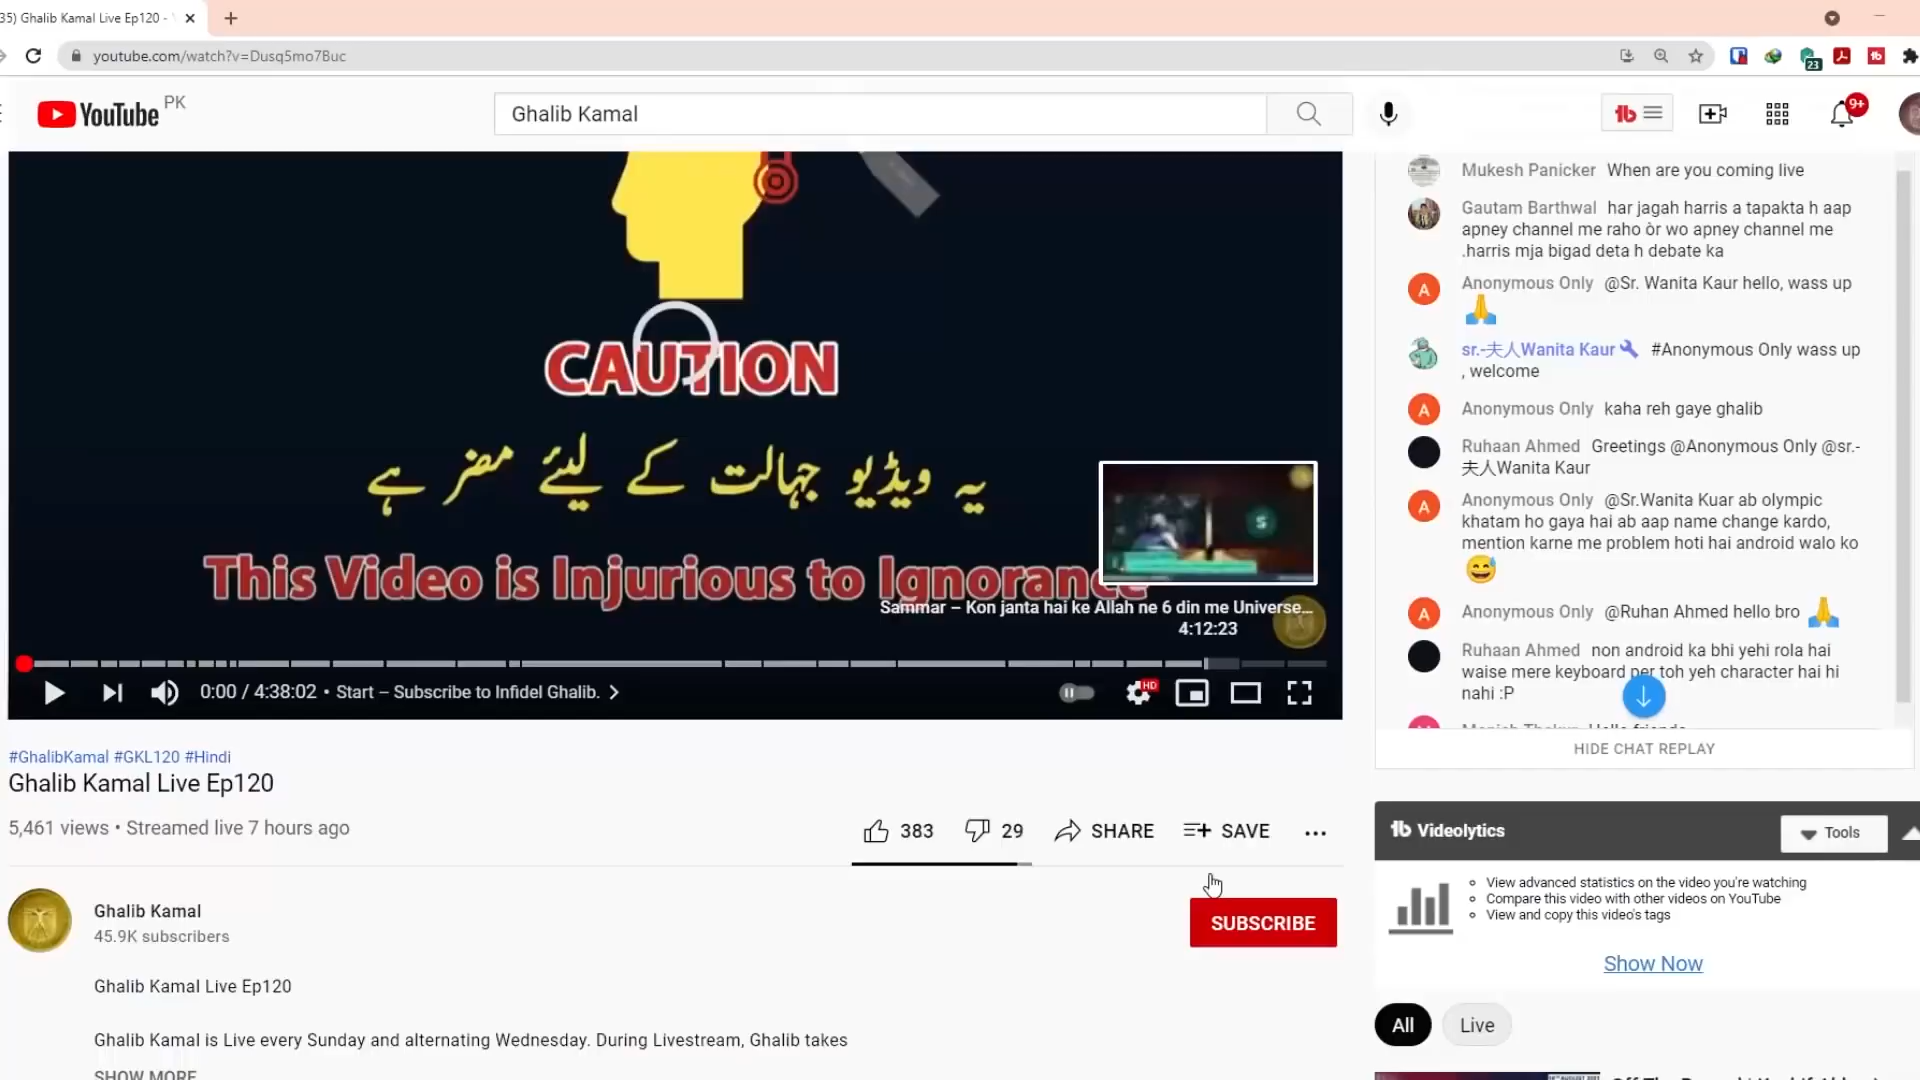 35) Ghalib Kamal Live Ep120 -
youtube.com/watch?v=Dusq5mo7Buc
23
YouTube PK
Ghalib Kamal
9+
CAUTION
یہ ویڈیو جہالت کے لیئے مضر ہے
This Video is Injurious to
Sammar – Kon janta hai ke Allah ne 6 din me Universe...
4:12:23
0:00 / 4:38:02 • Start – Subscribe to Infidel Ghalib.
HD
Mukesh Panicker When are you coming live
Gautam Barthwal har jagah harris a tapakta h aap
apney channel me raho òr wo apney channel me
.harris mja bigad deta h debate ka
Anonymous Only @Sr. Wanita Kaur hello, wass up
🙏
sr.-夫人Wanita Kaur #Anonymous Only wass up
, welcome
Anonymous Only kaha reh gaye ghalib
Ruhaan Ahmed Greetings @Anonymous Only @sr.-
夫人Wanita Kaur
Anonymous Only @Sr.Wanita Kuar ab olympic
khatam ho gaya hai ab aap name change kardo,
mention karne me problem hoti hai android walo ko
😅
Anonymous Only @Ruhan Ahmed hello bro 🙏
Ruhaan Ahmed non android ka bhi yehi rola hai
waise mere keyboard per toh yeh character hai hi
nahi :P
HIDE CHAT REPLAY
#GhalibKamal #GKL120 #Hindi
Ghalib Kamal Live Ep120
5,461 views • Streamed live 7 hours ago
383 29 SHARE SAVE
Ghalib Kamal
45.9K subscribers
SUBSCRIBE
Ghalib Kamal Live Ep120
Ghalib Kamal is Live every Sunday and alternating Wednesday. During Livestream, Ghalib takes
SHOW MORE
Videolytics
Tools
View advanced statistics on the video you're watching
Compare this video with other videos on YouTube
View and copy this video's tags
Show Now
All
Live